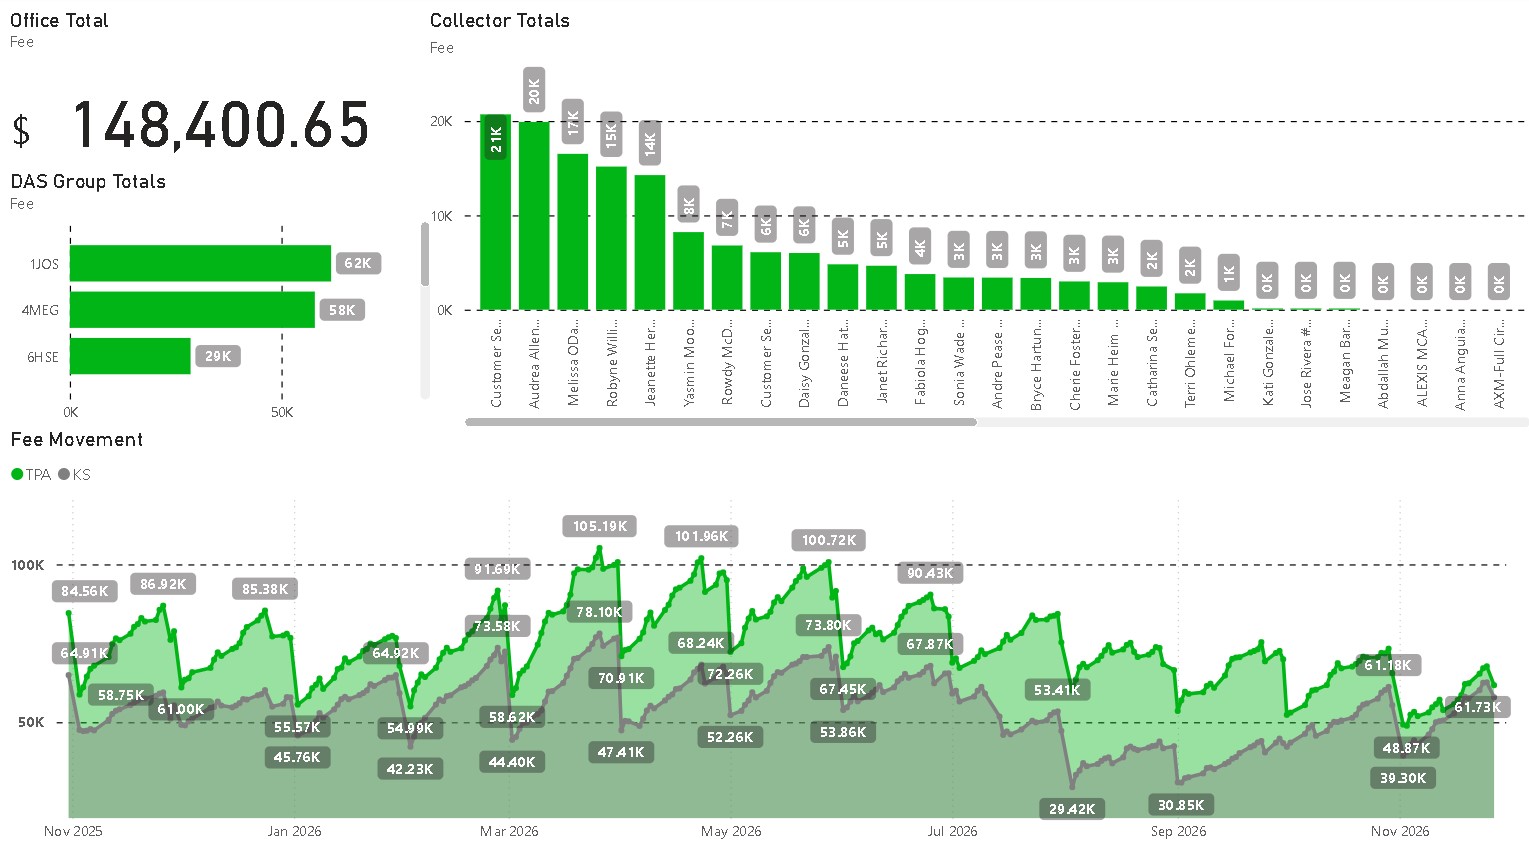 Office Total
Fee
$ 148,400.65
DAS Group Totals
Fee
1JOS 62K
4MEG 58K
6HSE 29K
0K 50K
Collector Totals
Fee
20K
10K
0K
21K 20K 17K 15K 14K 8K 7K 6K 6K 5K 5K 4K 3K 3K 3K 3K 3K 2K 2K 1K 0K 0K 0K 0K 0K 0K 0K
Customer Se...
Audrea Allen...
Melissa ODa...
Robyne Willi...
Jeanette Her...
Yasmin Moo...
Rowdy McD...
Customer Se...
Daisy Gonzal...
Daneese Hat...
Janet Richar...
Fabiola Hog...
Sonia Wade ...
Andre Pease ...
Bryce Hartun...
Cherie Foster...
Marie Heim ...
Catharina Se...
Terri Ohleme...
Michael For...
Kati Gonzale...
Jose Rivera #...
Meagan Bar...
Abdallah Mu...
ALEXIS MCA...
Anna Anguia...
AXM-Full Cir...
Fee Movement
TPA KS
100K
50K
84.56K 86.92K 85.38K 91.69K 105.19K 101.96K 100.72K 90.43K
64.91K 64.92K 73.58K 78.10K 68.24K 73.80K 67.87K 61.18K
58.75K 61.00K 55.57K 54.99K 58.62K 70.91K 72.26K 67.45K 53.41K 48.87K 61.73K
45.76K 42.23K 44.40K 47.41K 52.26K 53.86K 29.42K 30.85K 39.30K
Nov 2025 Jan 2026 Mar 2026 May 2026 Jul 2026 Sep 2026 Nov 2026